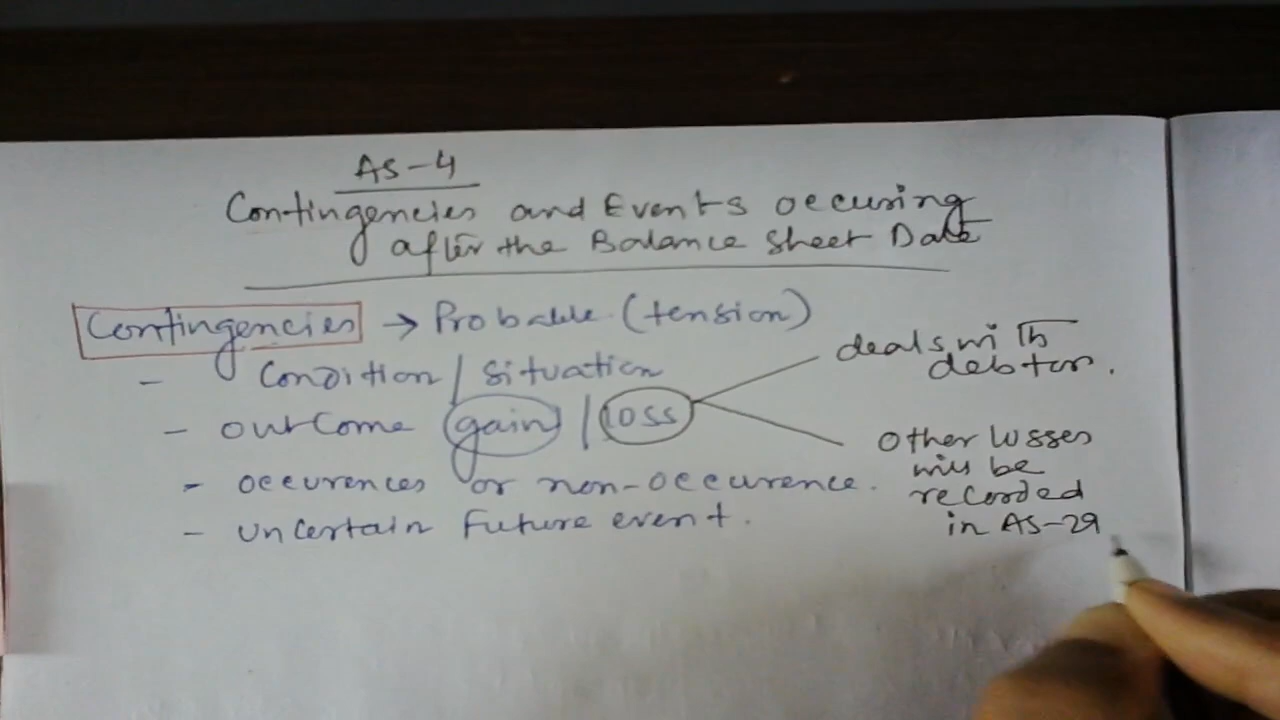 AS-4
Contingencies and Events occuring
after the Balance Sheet Date
Contingencies → Probable (tension)
- Condition / Situation
- outcome gain / loss
- occurences or non-occurence.
- uncertain future event.
deals with
debtor.
Other losses
will be
recorded
in AS-29